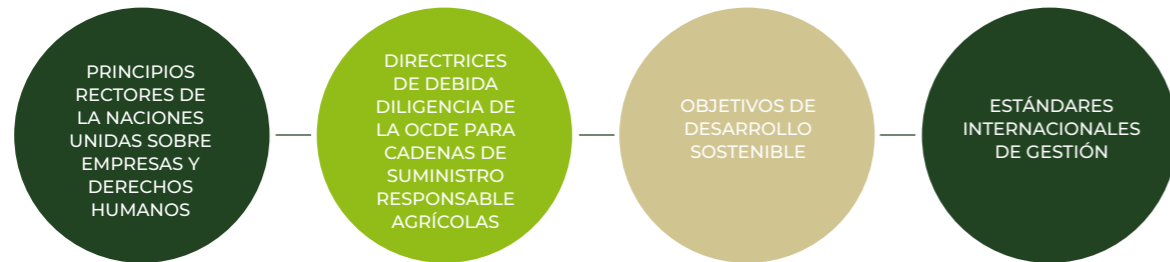 PRINCIPIOS
RECTORES DE
LA NACIONES
UNIDAS SOBRE
EMPRESAS Y
DERECHOS
HUMANOS
DIRECTRICES
DE DEBIDA
DILIGENCIA DE
LA OCDE PARA
CADENAS DE
SUMINISTRO
RESPONSABLE
AGRÍCOLAS
OBJETIVOS DE
DESARROLLO
SOSTENIBLE
ESTÁNDARES
INTERNACIONALES
DE GESTIÓN